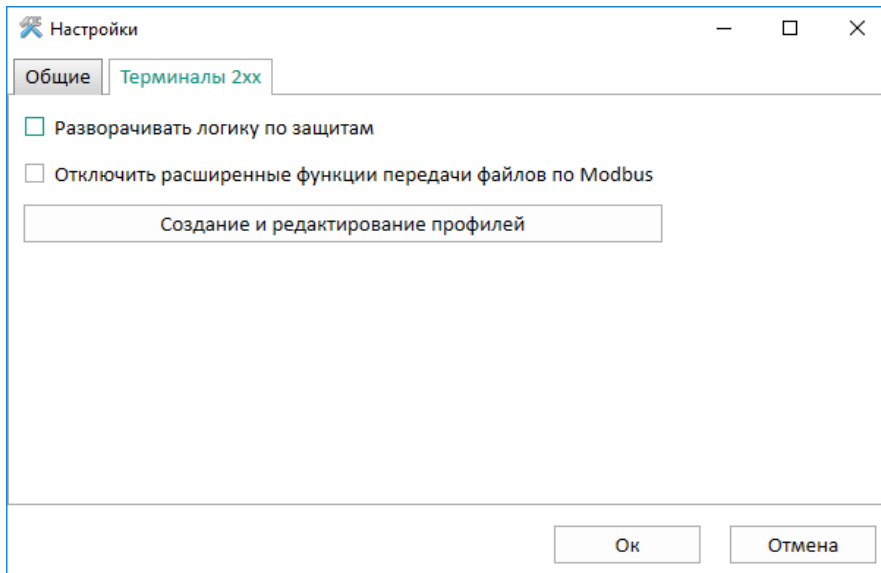 Настройки
Общие Терминалы 2xx
Разворачивать логику по защитам
Отключить расширенные функции передачи файлов по Modbus
Создание и редактирование профилей
Ок Отмена